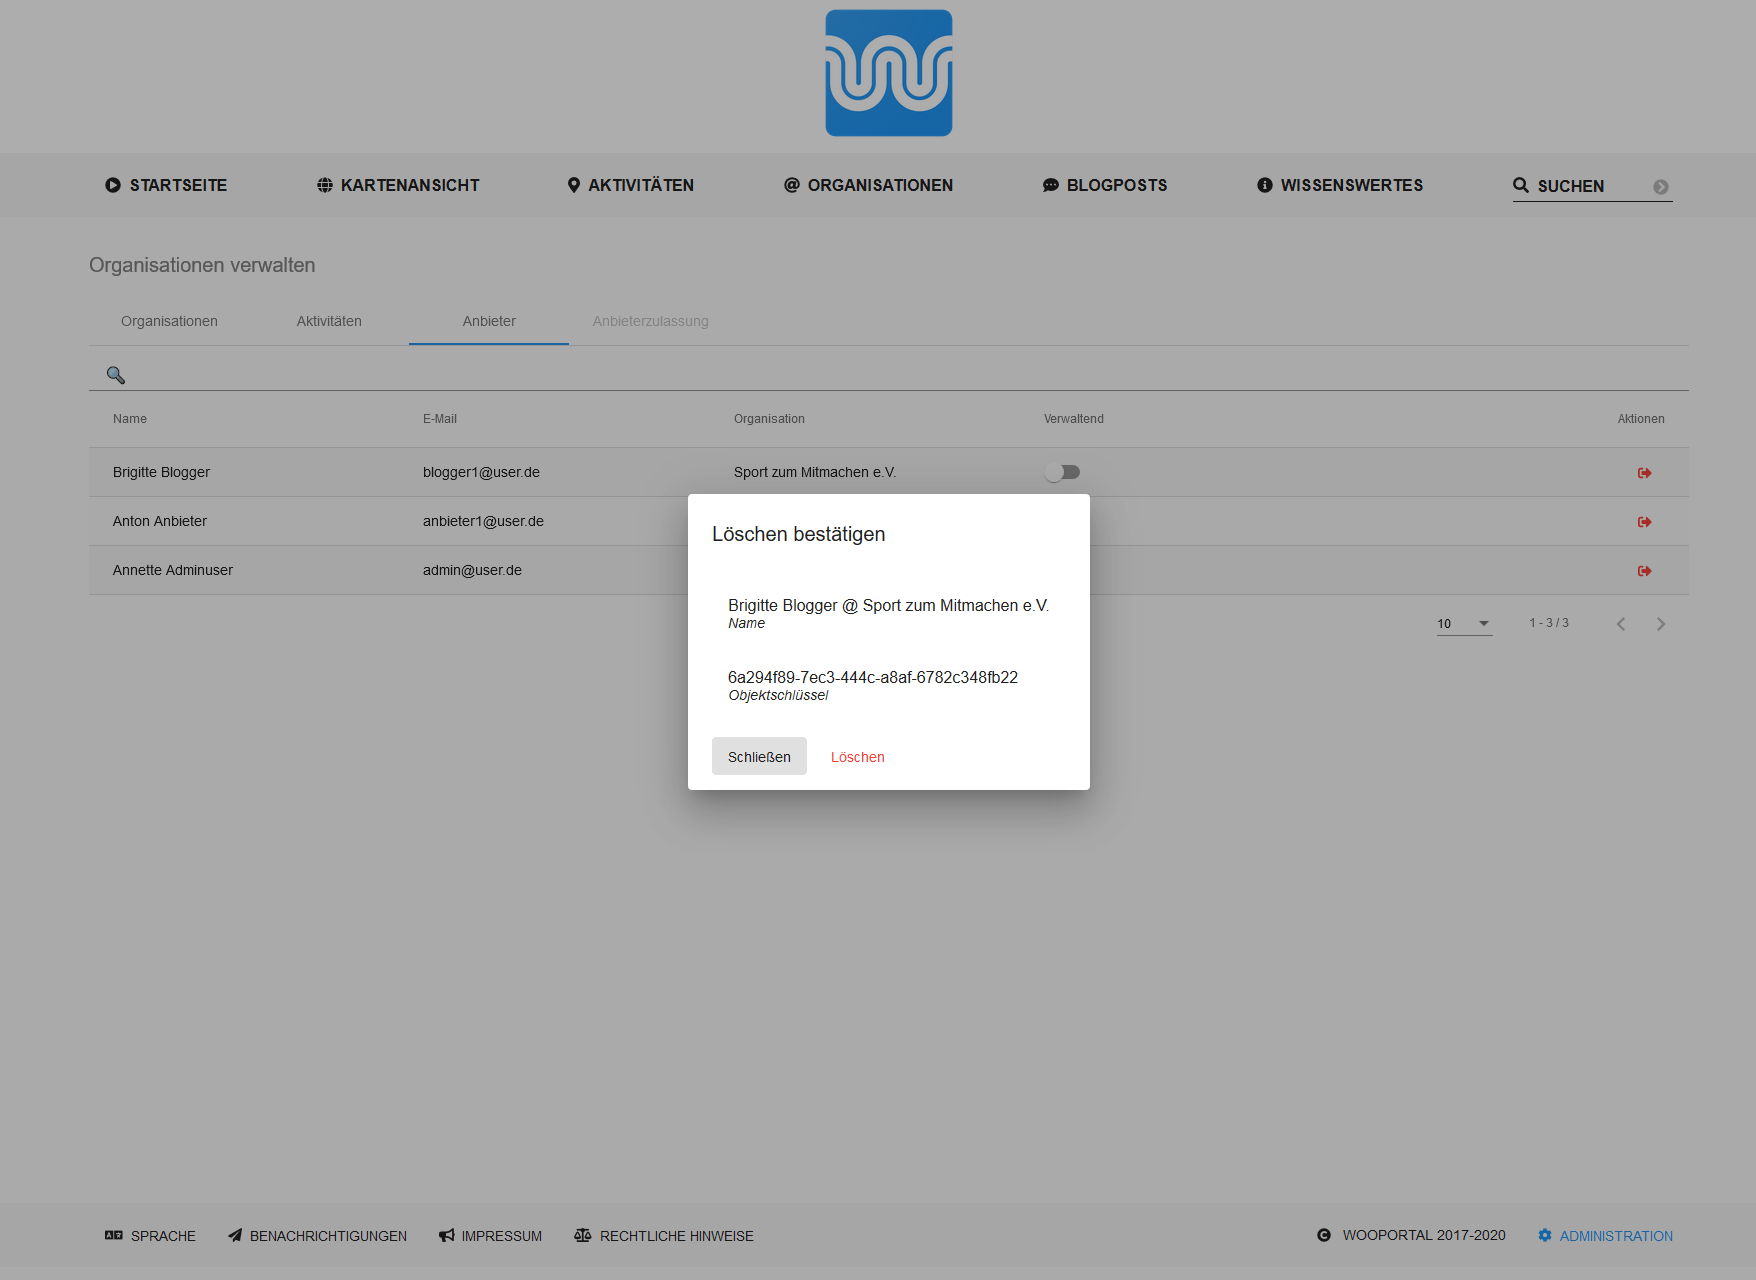 STARTSEITE KARTENANSICHT AKTIVITÄTEN ORGANISATIONEN BLOGPOSTS WISSENSWERTES SUCHEN
Organisationen verwalten
Organisationen Aktivitäten Anbieter Anbieterzulassung
Name E-Mail Organisation Verwaltend Aktionen
Brigitte Blogger blogger1@user.de Sport zum Mitmachen e.V.
Anton Anbieter anbieter1@user.de
Annette Adminuser admin@user.de
10 1 - 3 / 3
Löschen bestätigen
Brigitte Blogger @ Sport zum Mitmachen e.V.
Name
6a294f89-7ec3-444c-a8af-6782c348fb22
Objektschlüssel
Schließen Löschen
SPRACHE BENACHRICHTIGUNGEN IMPRESSUM RECHTLICHE HINWEISE WOOPORTAL 2017-2020 ADMINISTRATION